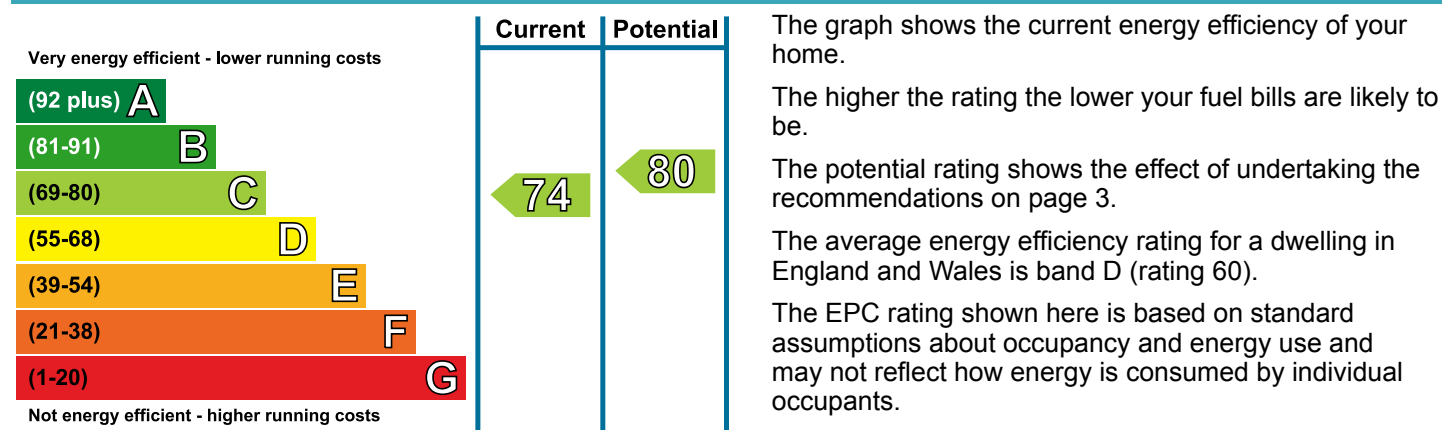 Current Potential
Very energy efficient - lower running costs
(92 plus) A
(81-91) B
(69-80) C
(55-68) D
(39-54) E
(21-38) F
(1-20) G
Not energy efficient - higher running costs
74
80
The graph shows the current energy efficiency of your
home.
The higher the rating the lower your fuel bills are likely to
be.
The potential rating shows the effect of undertaking the
recommendations on page 3.
The average energy efficiency rating for a dwelling in
England and Wales is band D (rating 60).
The EPC rating shown here is based on standard
assumptions about occupancy and energy use and
may not reflect how energy is consumed by individual
occupants.